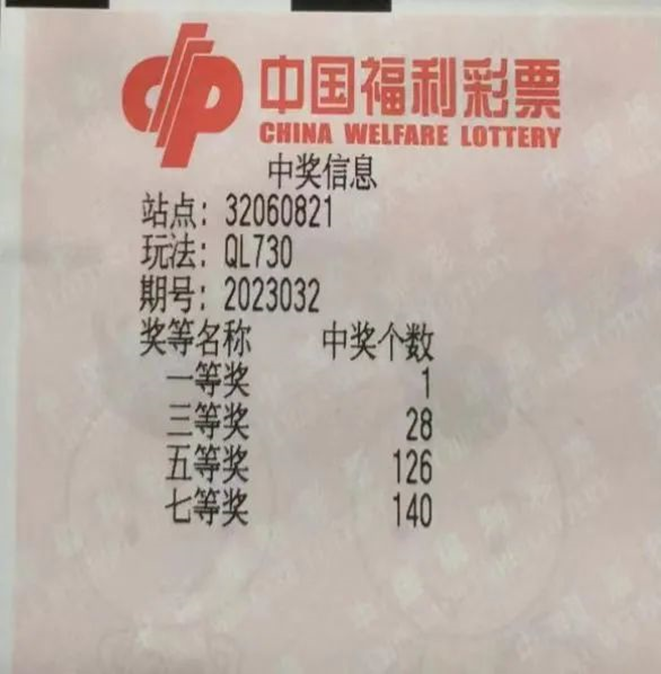 中国福利彩票
CHINA WELFARE LOTTERY
中奖信息
站点: 32060821
玩法: QL730
期号: 2023032
奖等名称 中奖个数
一等奖 1
三等奖 28
五等奖 126
七等奖 140